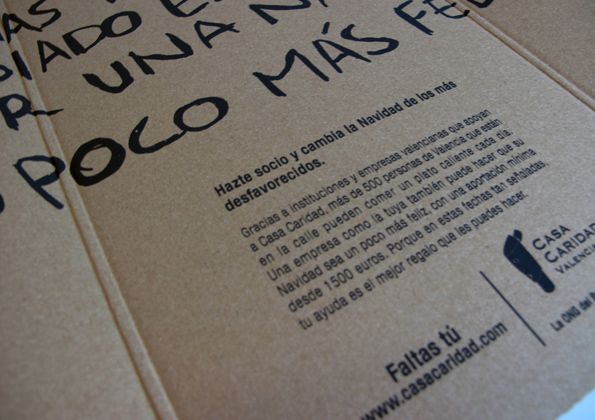 AS
IADO E
R UNA NA
POCO MÁS FE
Hazte socio y cambia la Navidad de los más
desfavorecidos.
Gracias a instituciones y empresas valencianas que apoyan
a Casa Caridad, más de 500 personas de Valencia que están
en la calle pueden comer un plato caliente cada día.
Una empresa como la tuya también puede hacer que su
Navidad sea un poco más feliz, con una aportación mínima
desde 1500 euros. Porque en estas fechas tan señaladas,
tu ayuda es el mejor regalo que les puedes hacer.
CASA
CARIDAD
VALENCIA
Faltas tú
www.casacaridad.com
La ONG del